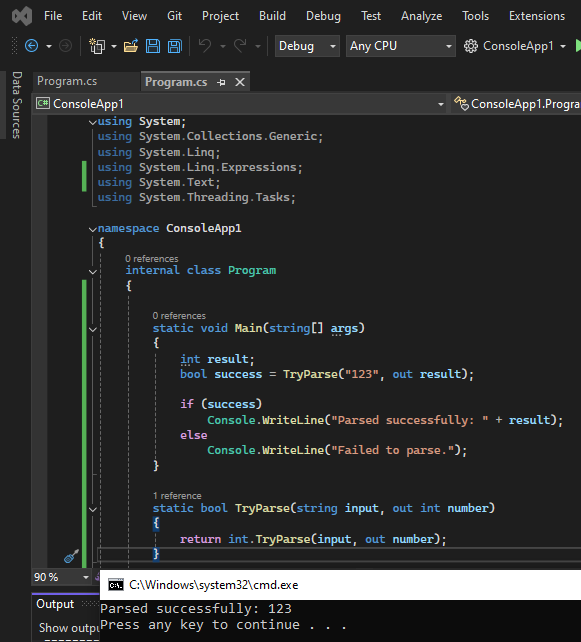 File Edit View Git Project Build Debug Test Analyze Tools Extensions
Debug Any CPU ConsoleApp1
Data Sources
Program.cs Program.cs
C# ConsoleApp1 ConsoleApp1.Progra
using System;
using System.Collections.Generic;
using System.Linq;
using System.Linq.Expressions;
using System.Text;
using System.Threading.Tasks;
namespace ConsoleApp1
{
0 references
internal class Program
{
0 references
static void Main(string[] args)
{
int result;
bool success = TryParse("123", out result);
if (success)
Console.WriteLine("Parsed successfully: " + result);
else
Console.WriteLine("Failed to parse.");
}
1 reference
static bool TryParse(string input, out int number)
{
return int.TryParse(input, out number);
}
90 %
C:\Windows\system32\cmd.exe
Output
Parsed successfully: 123
Show outpu
Press any key to continue . . .